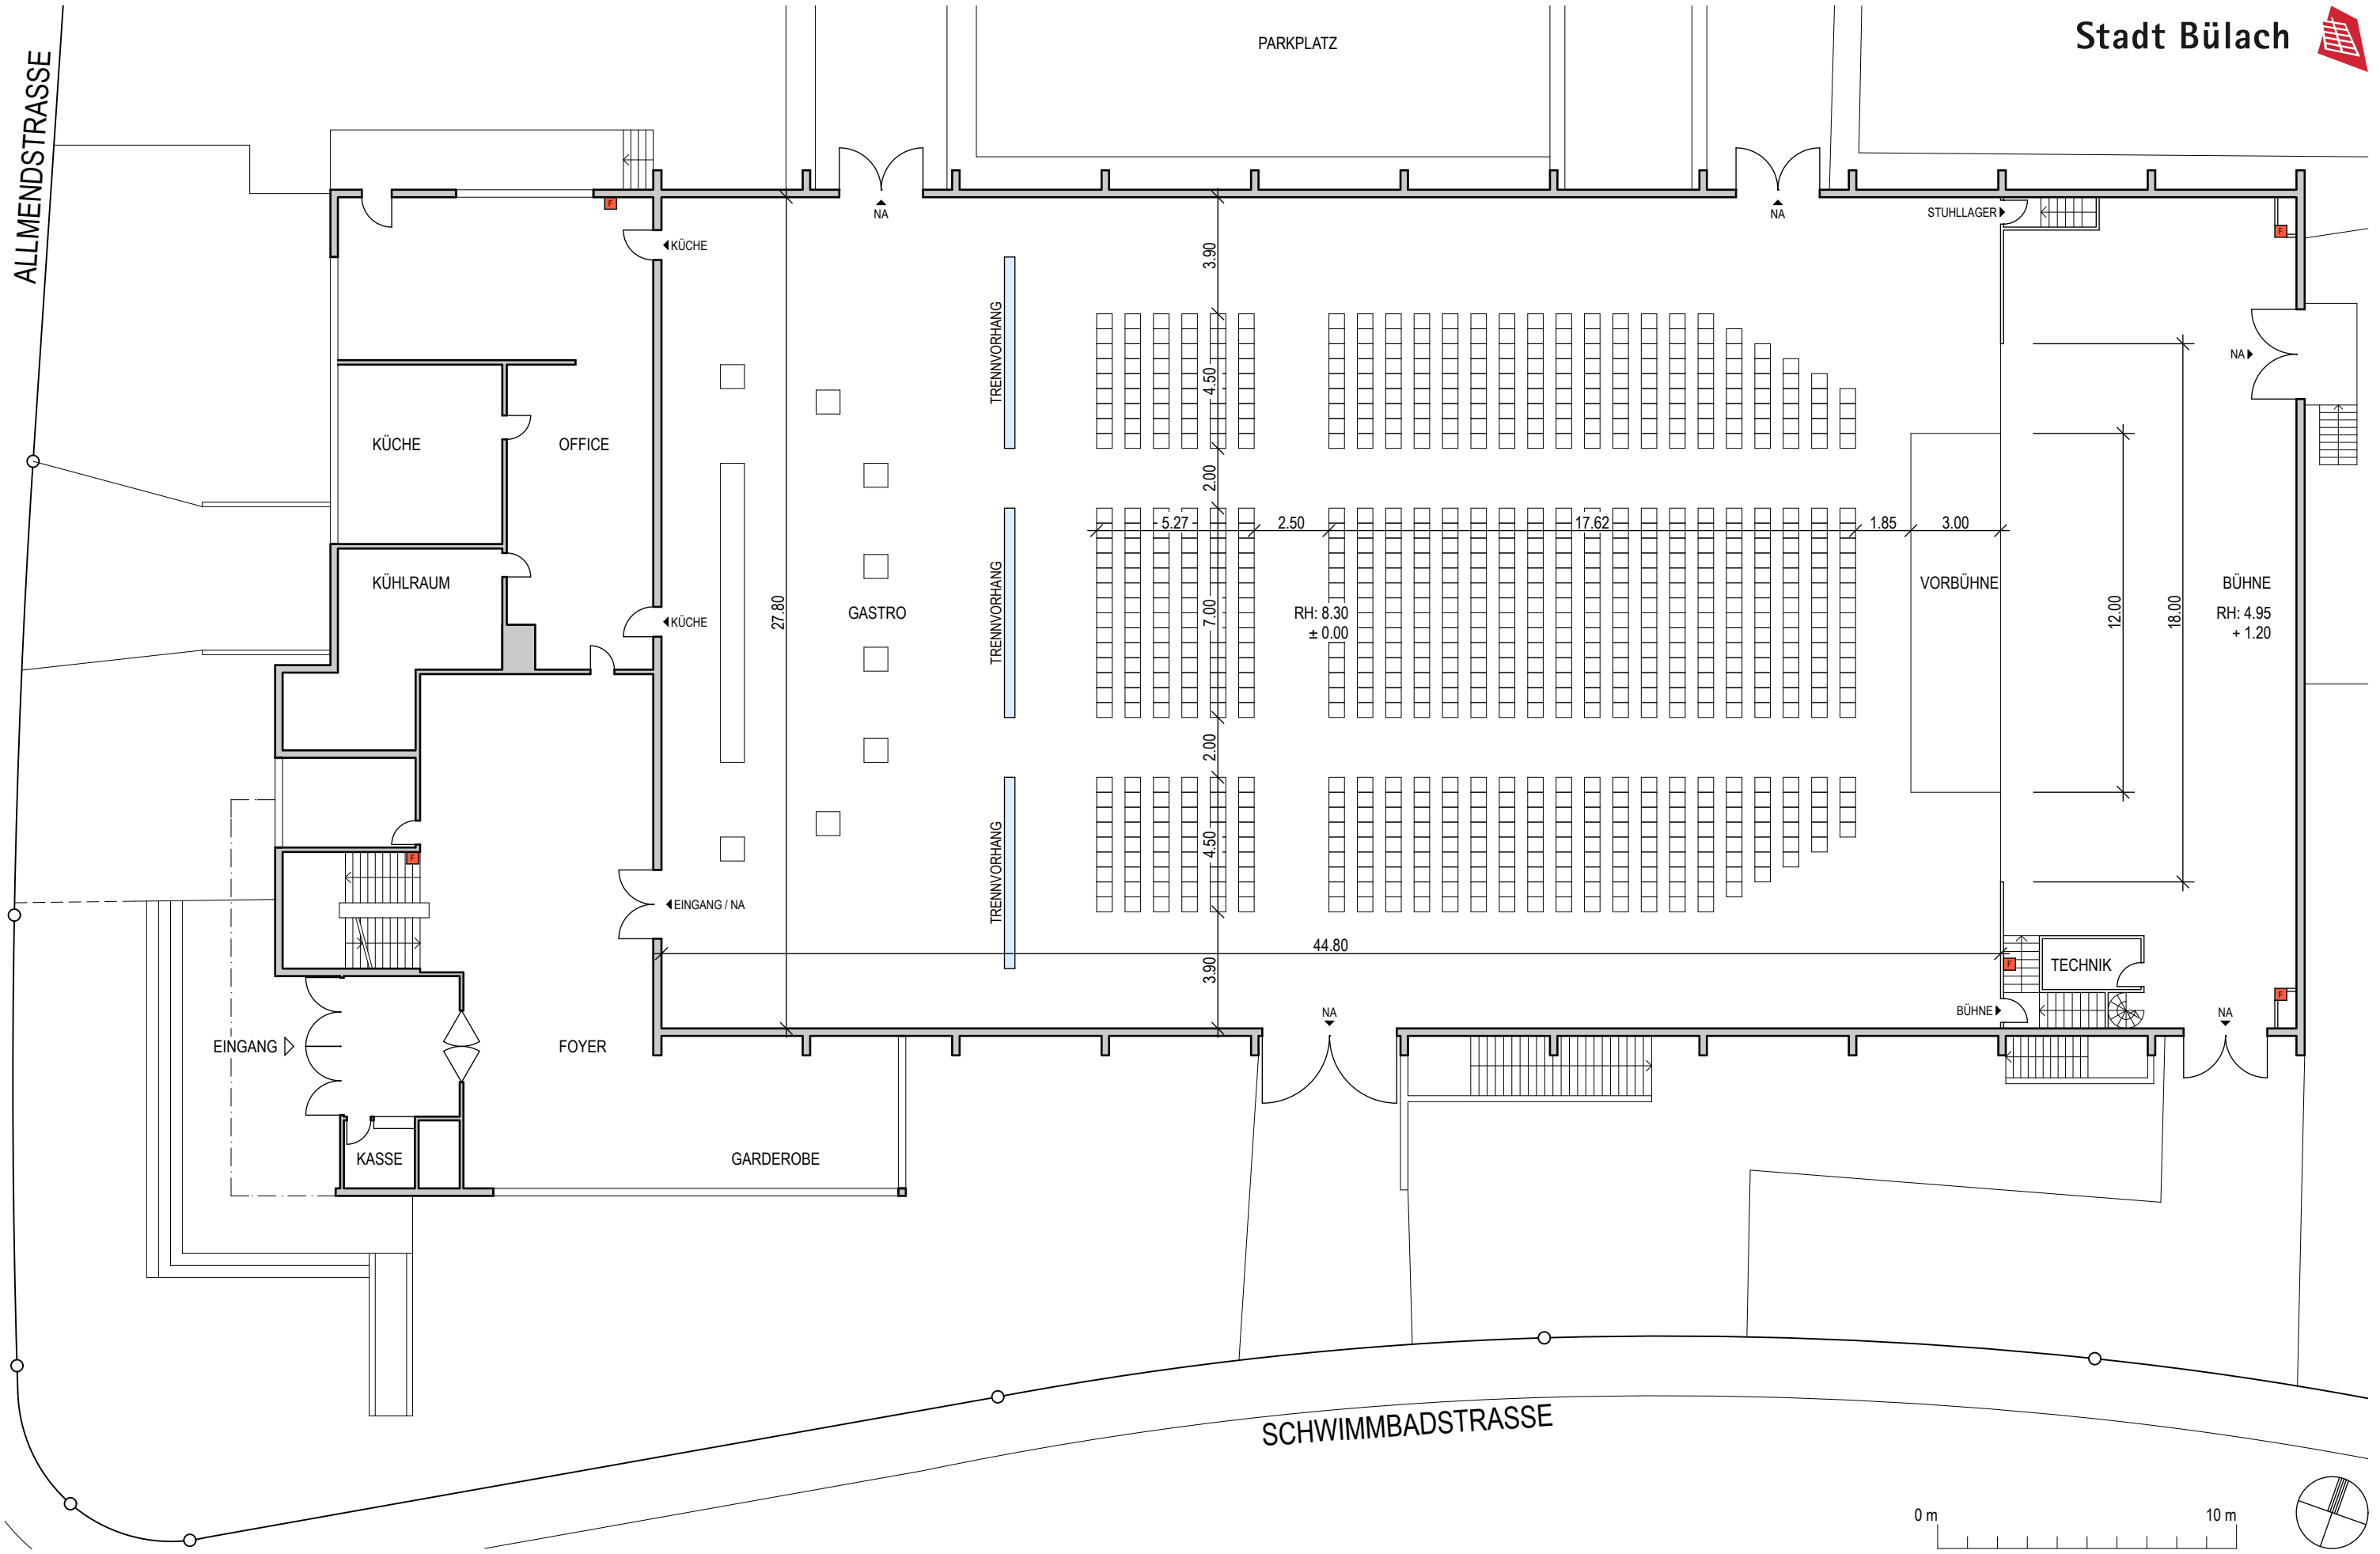 PARKPLATZ
Stadt Bülach
ALLMENDSTRASSE
F
NA
NA
STUHLLAGER
F
KÜCHE
3.90
TRENNVORHANG
NA
4.50
KÜCHE
OFFICE
2.00
5.27
2.50
17.62
1.85
3.00
KÜHLRAUM
TRENNVORHANG
VORBÜHNE
BÜHNE
27.80
GASTRO
7.00
RH: 8.30
± 0.00
12.00
18.00
RH: 4.95
+ 1.20
KÜCHE
2.00
F
4.50
TRENNVORHANG
EINGANG / NA
44.80
3.90
F
TECHNIK
F
BÜHNE
NA
NA
EINGANG
FOYER
KASSE
GARDEROBE
SCHWIMMBADSTRASSE
0 m
10 m